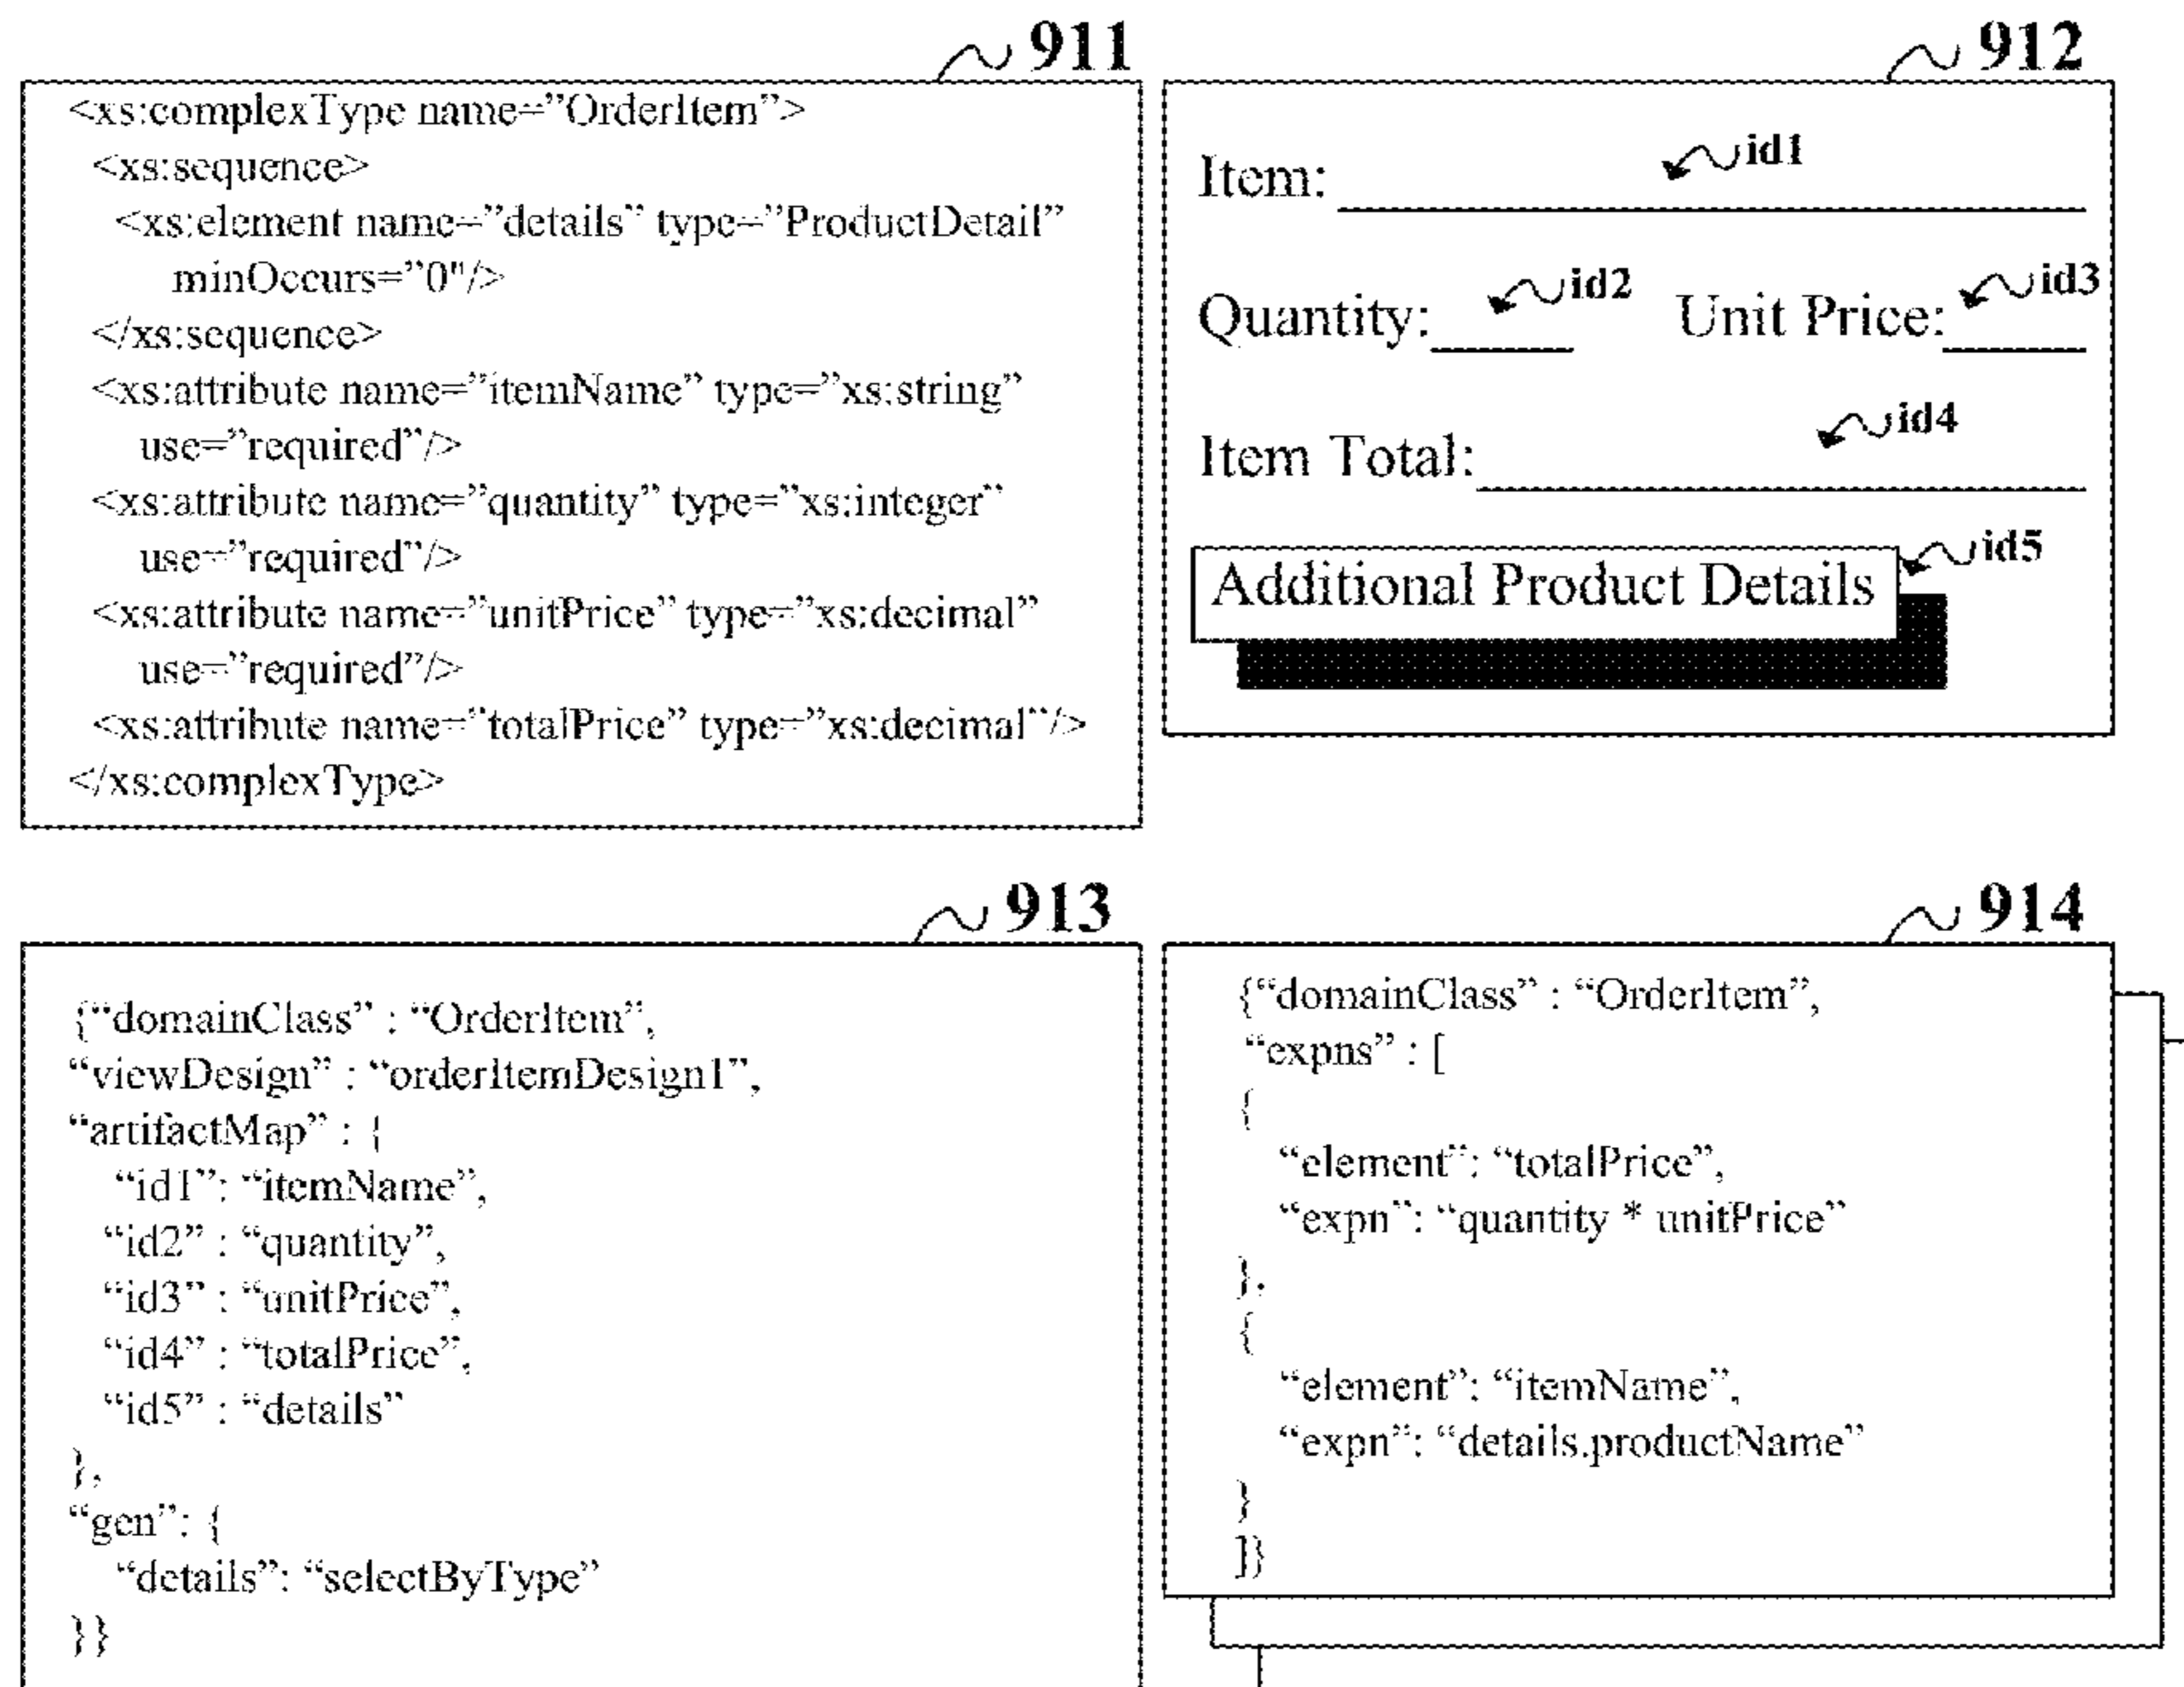 911
<xs:complexType name=”OrderItem”>
<xs:sequence>
<xs:element name=”details” type=”ProductDetail”
minOccurs=”0"/>
</xs:sequence>
<xs:attribute name=”itemName” type=”xs:string”
use=”required”/>
<xs:attribute name=”quantity” type=”xs:integer”
use=”required”/>
<xs:attribute name=”unitPrice” type=”xs:decimal”
use=”required”/>
<xs:attribute name=”totalPrice” type=”xs:decimal”/>
</xs:complexType>
912
Item: id1
Quantity: id2 Unit Price: id3
Item Total: id4
Additional Product Details id5
913
{“domainClass” : “OrderItem”,
“viewDesign” : “orderItemDesign1”,
“artifactMap” : {
“id1”: “itemName”,
“id2” : “quantity”,
“id3” : “unitPrice”,
“id4” : “totalPrice”,
“id5” : “details”
},
“gen”: {
“details”: “selectByType”
}}
914
{“domainClass” : “OrderItem”,
“expns” : [
{
“element”: “totalPrice”,
“expn”: “quantity * unitPrice”
},
{
“element”: “itemName”,
“expn”: “details.productName”
}
]}